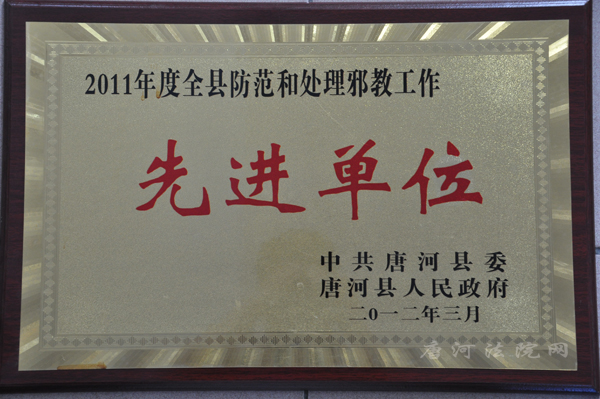 2011年度全县防范和处理邪教工作
先进单位
中共唐河县委
唐河县人民政府
二0一二年三月
唐河法院网